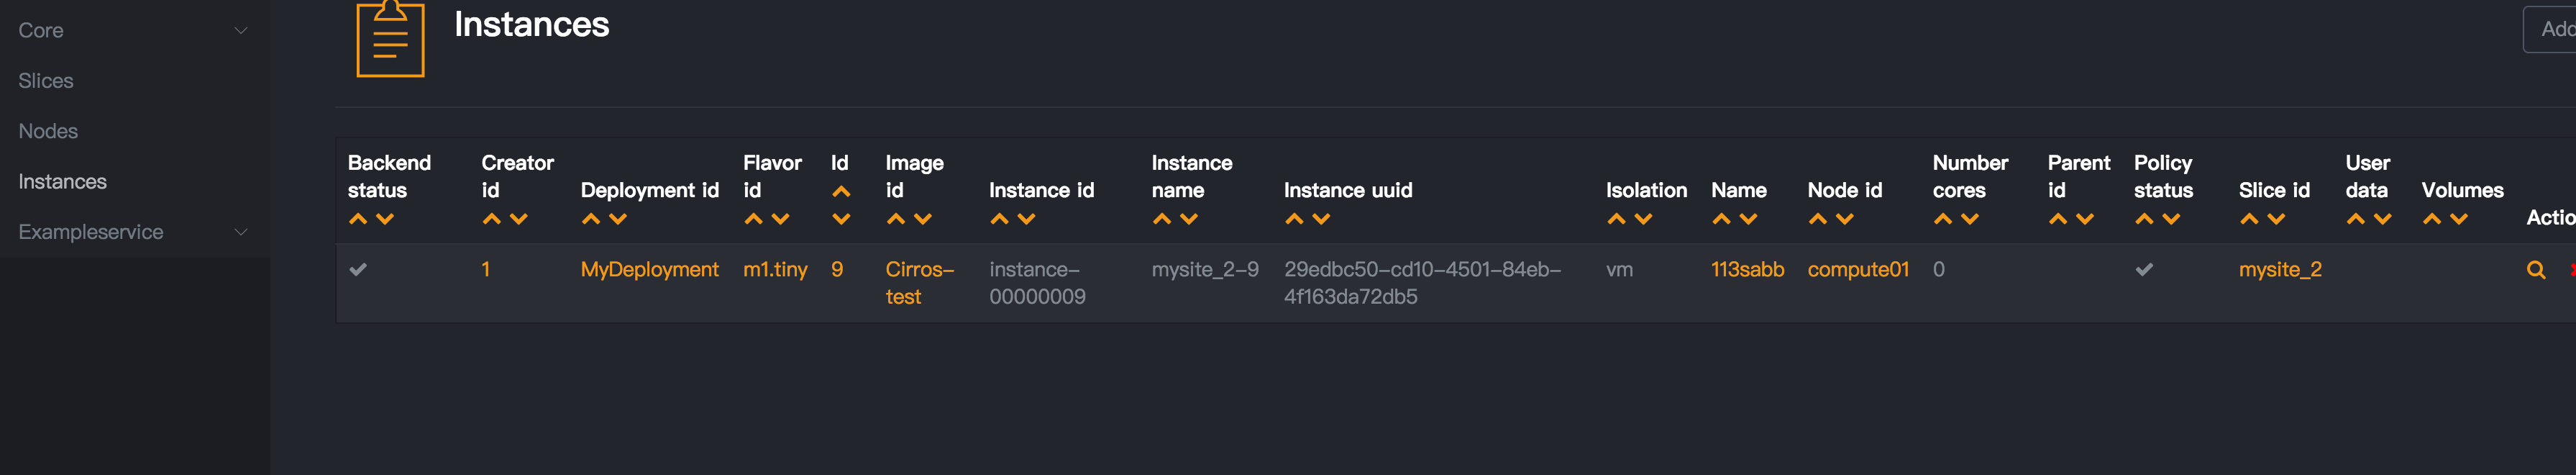 Core
Slices
Nodes
Instances
Exampleservice
Instances
Add
Backend status
Creator id
Deployment id
Flavor id
Id
Image id
Instance id
Instance name
Instance uuid
Isolation
Name
Node id
Number cores
Parent id
Policy status
Slice id
User data
Volumes
Actio
1
MyDeployment
m1.tiny
9
Cirros-
test
instance-
00000009
mysite_2-9
29edbc50-cd10-4501-84eb-
4f163da72db5
vm
113sabb
compute01
0
mysite_2